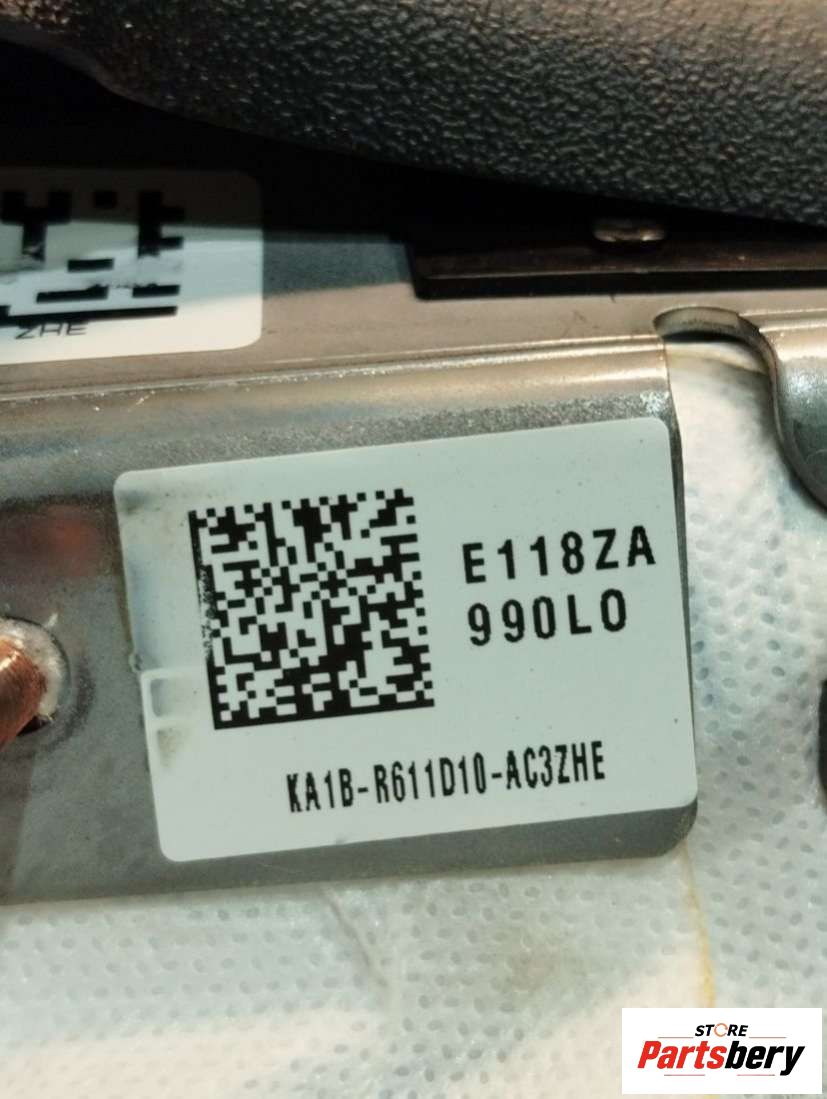 ZHE
E118ZA
990L0
KA1B-R611D10-AC3ZHE
STORE
Partsbery